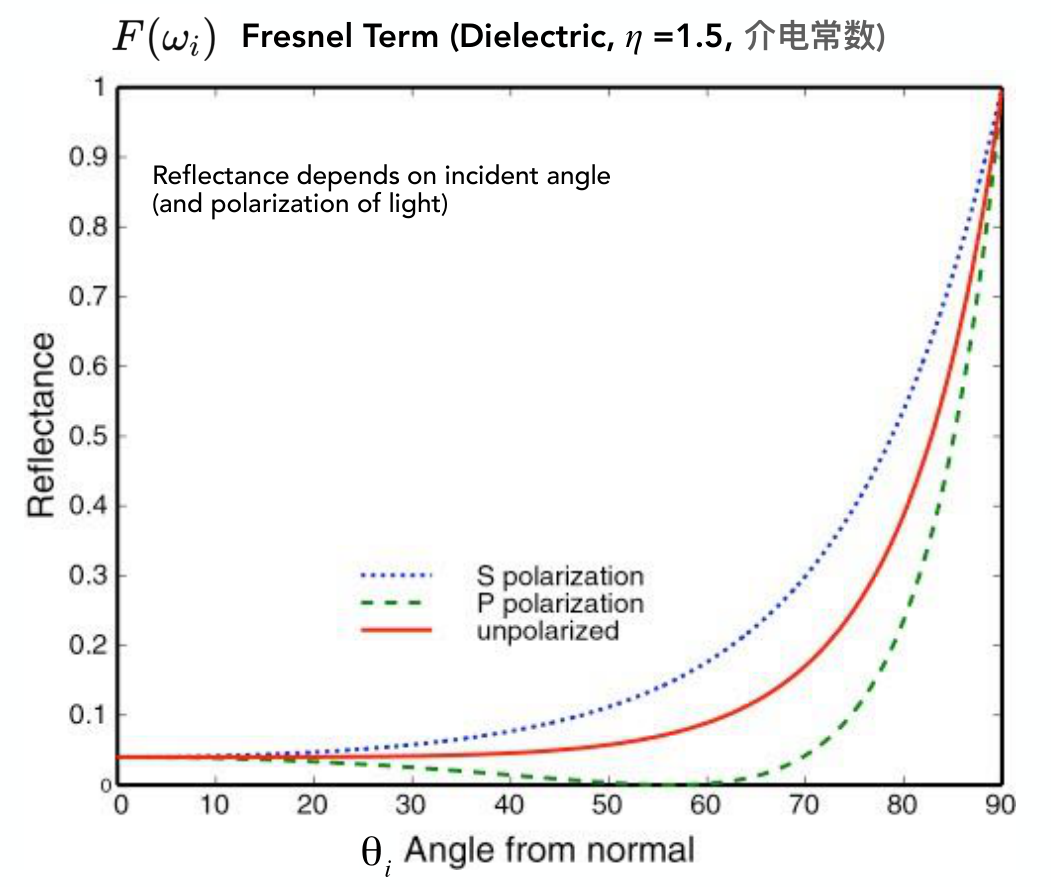 F(ωᵢ) Fresnel Term (Dielectric, η =1.5, 介电常数)
1
0.9
Reflectance depends on incident angle
(and polarization of light)
0.8
0.7
0.6
0.5
0.4
0.3
0.2
0.1
0
Reflectance
S polarization
P polarization
unpolarized
0 10 20 30 40 50 60 70 80 90
θᵢ Angle from normal